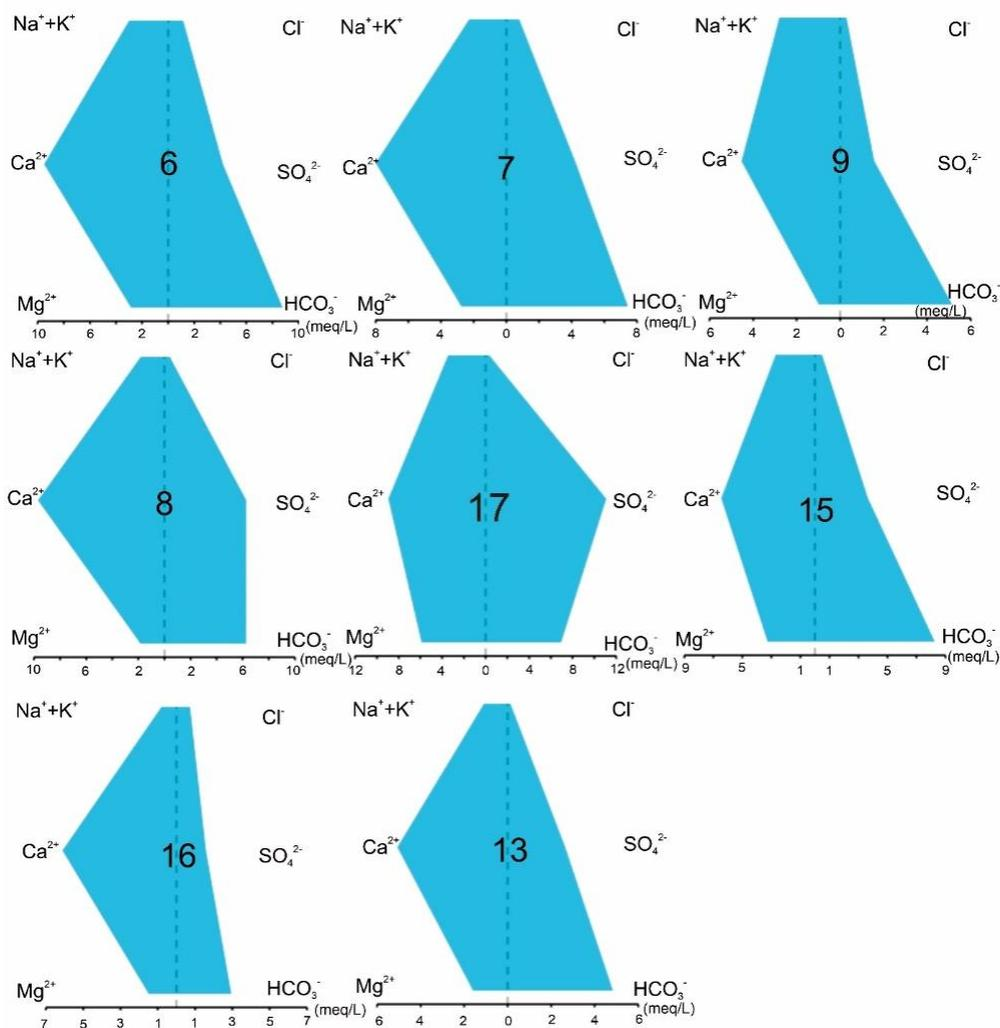 Na⁺+K⁺ Cl⁻
Ca²⁺ 6 SO₄²⁻
Mg²⁺ HCO₃⁻
10 6 2 2 6 10 (meq/L)
Na⁺+K⁺ Cl⁻
Ca²⁺ 7 SO₄²⁻
Mg²⁺ HCO₃⁻
8 4 0 4 8 (meq/L)
Na⁺+K⁺ Cl⁻
Ca²⁺ 9 SO₄²⁻
Mg²⁺ HCO₃⁻
(meq/L)
6 4 2 0 2 4 6
Na⁺+K⁺ Cl⁻
Ca²⁺ 8 SO₄²⁻
Mg²⁺ HCO₃⁻
10 6 2 2 6 10 (meq/L)
Na⁺+K⁺ Cl⁻
Ca²⁺ 17 SO₄²⁻
Mg²⁺ HCO₃⁻
12 8 4 0 4 8 12 (meq/L)
Na⁺+K⁺ Cl⁻
Ca²⁺ 15 SO₄²⁻
Mg²⁺ HCO₃⁻
9 5 1 1 5 9 (meq/L)
Na⁺+K⁺ Cl⁻
Ca²⁺ 16 SO₄²⁻
Mg²⁺ HCO₃⁻
7 5 3 1 1 3 5 7 (meq/L)
Na⁺+K⁺ Cl⁻
Ca²⁺ 13 SO₄²⁻
Mg²⁺ HCO₃⁻
6 4 2 0 2 4 6 (meq/L)